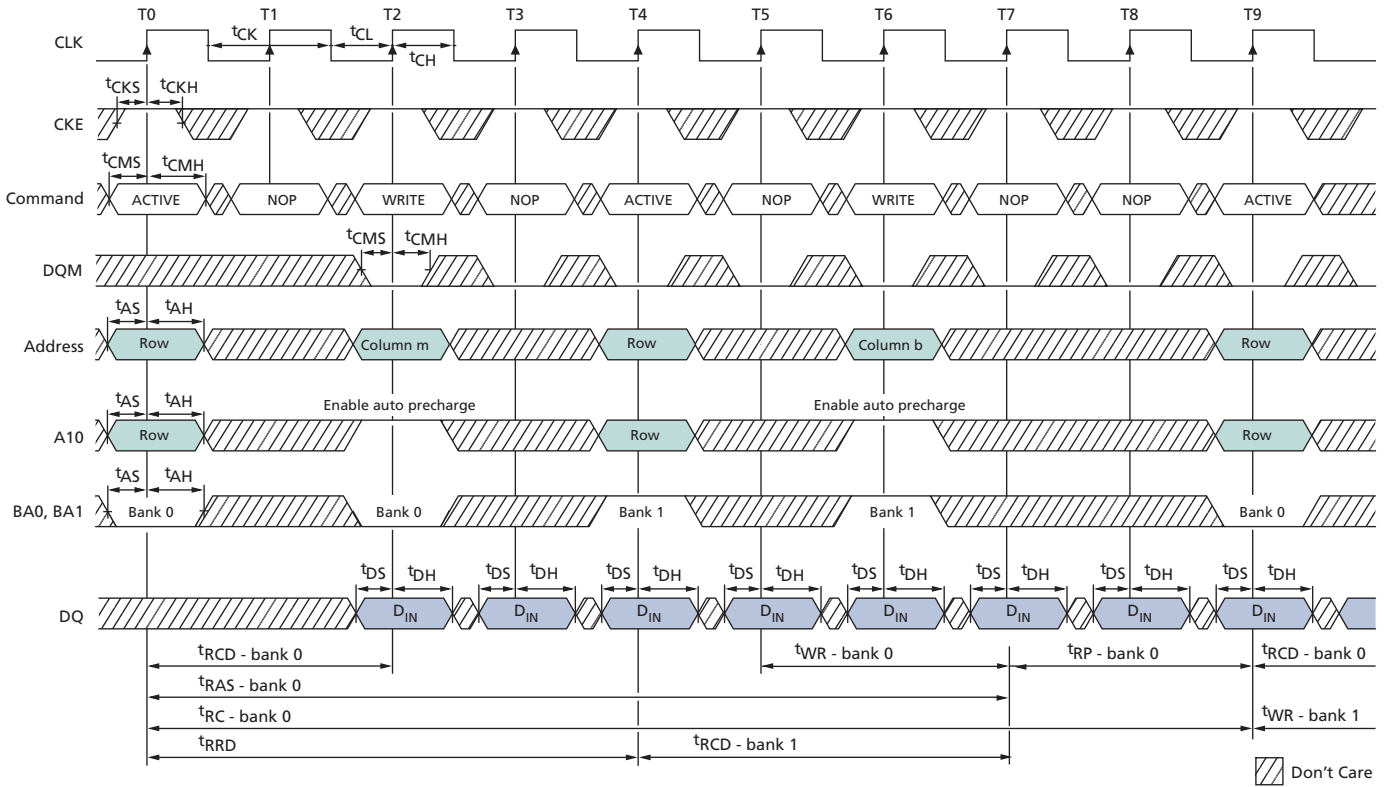 T0 T1 T2 T3 T4 T5 T6 T7 T8 T9
CLK
tCK tCL
tCH
tCKS tCKH
CKE
tCMS tCMH
Command ACTIVE NOP WRITE NOP ACTIVE NOP WRITE NOP NOP ACTIVE
tCMS tCMH
DQM
tAS tAH
Address Row Column m Row Column b Row
tAS tAH Enable auto precharge Enable auto precharge
A10 Row Row Row
tAS tAH
BA0, BA1 Bank 0 Bank 0 Bank 1 Bank 1 Bank 0
tDS tDH tDS tDH tDS tDH tDS tDH tDS tDH tDS tDH tDS tDH tDS tDH
DQ DIN DIN DIN DIN DIN DIN DIN DIN
tRCD - bank 0 tWR - bank 0 tRP - bank 0 tRCD - bank 0
tRAS - bank 0
tRC - bank 0 tWR - bank 1
tRRD tRCD - bank 1
Don't Care